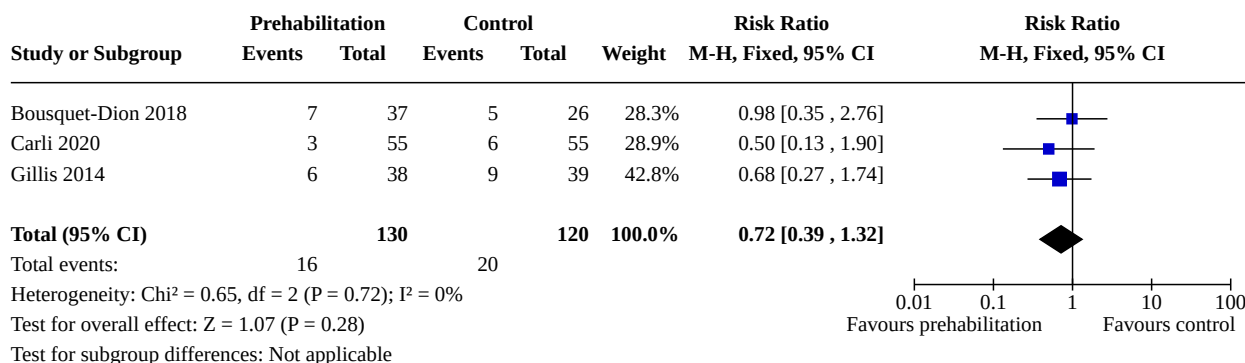 Prehabilitation Control Risk Ratio Risk Ratio
Study or Subgroup Events Total Events Total Weight M-H, Fixed, 95% CI M-H, Fixed, 95% CI
Bousquet-Dion 2018 7 37 5 26 28.3% 0.98 [0.35 , 2.76]
Carli 2020 3 55 6 55 28.9% 0.50 [0.13 , 1.90]
Gillis 2014 6 38 9 39 42.8% 0.68 [0.27 , 1.74]
Total (95% CI) 130 120 100.0% 0.72 [0.39 , 1.32]
Total events: 16 20
Heterogeneity: Chi² = 0.65, df = 2 (P = 0.72); I² = 0%
0.01 0.1 1 10 100
Test for overall effect: Z = 1.07 (P = 0.28)
Favours prehabilitation Favours control
Test for subgroup differences: Not applicable